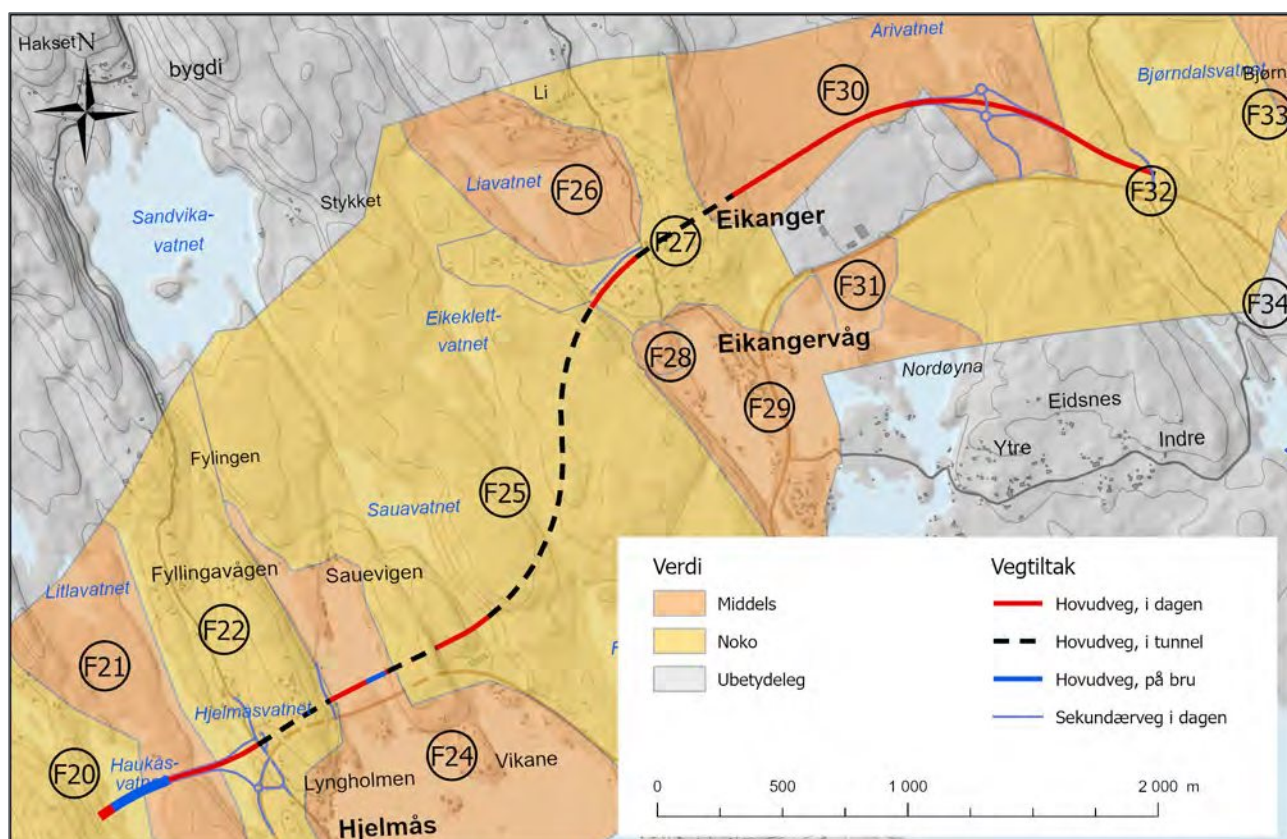 Hakset
N
bygdi
Arivatnet
Bjørndalsvatnet
Li
F30
F33
Liavatnet
F26
Stykket
F32
Sandvika-
vatnet
Eikanger
F27
F31
F34
Eikeklett-
vatnet
F28
Eikangervåg
Nordøyna
F29
Eidsnes
Indre
Ytre
Fylingen
F25
Sauavatnet
Litlavatnet
Fyllingavågen
Sauevigen
F22
F21
Hjelmåsvatnet
F20
Haukås-
vatnet
F24
Vikane
Lyngholmen
Hjelmås
Verdi
Middels
Noko
Ubetydeleg
Vegtiltak
Hovudveg, i dagen
Hovudveg, i tunnel
Hovudveg, på bru
Sekundærveg i dagen
0 500 1 000 2 000 m